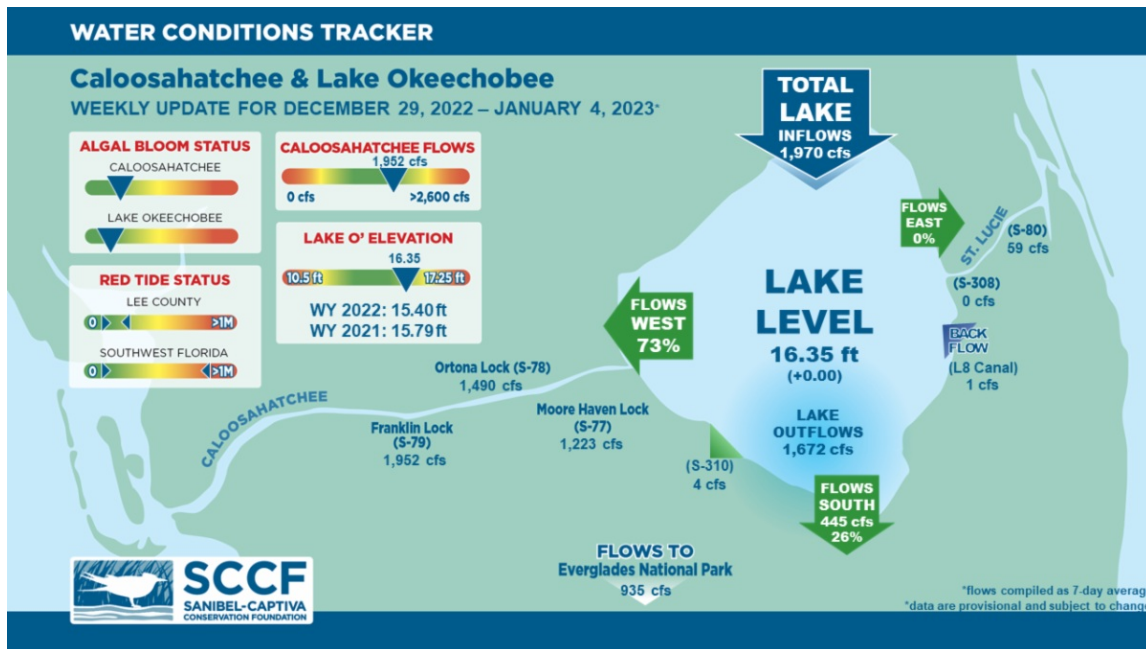 WATER CONDITIONS TRACKER
Caloosahatchee & Lake Okeechobee
WEEKLY UPDATE FOR DECEMBER 29, 2022 – JANUARY 4, 2023*
ALGAL BLOOM STATUS
CALOOSAHATCHEE
LAKE OKEECHOBEE
RED TIDE STATUS
LEE COUNTY
0 >1M
SOUTHWEST FLORIDA
0 >1M
CALOOSAHATCHEE FLOWS
1,952 cfs
0 cfs >2,600 cfs
LAKE O' ELEVATION
16.35
10.5 ft 17.25 ft
WY 2022: 15.40 ft
WY 2021: 15.79 ft
TOTAL
LAKE
INFLOWS
1,970 cfs
FLOWS
EAST
0%
ST. LUCIE
(S-80)
59 cfs
(S-308)
0 cfs
BACK
FLOW
(L8 Canal)
1 cfs
LAKE
LEVEL
16.35 ft
(+0.00)
LAKE
OUTFLOWS
1,672 cfs
FLOWS
WEST
73%
Ortona Lock (S-78)
1,490 cfs
Moore Haven Lock
(S-77)
1,223 cfs
CALOOSAHATCHEE
Franklin Lock
(S-79)
1,952 cfs
(S-310)
4 cfs
FLOWS
SOUTH
445 cfs
26%
FLOWS TO
Everglades National Park
935 cfs
SCCF
SANIBEL-CAPTIVA
CONSERVATION FOUNDATION
*flows compiled as 7-day average
*data are provisional and subject to change